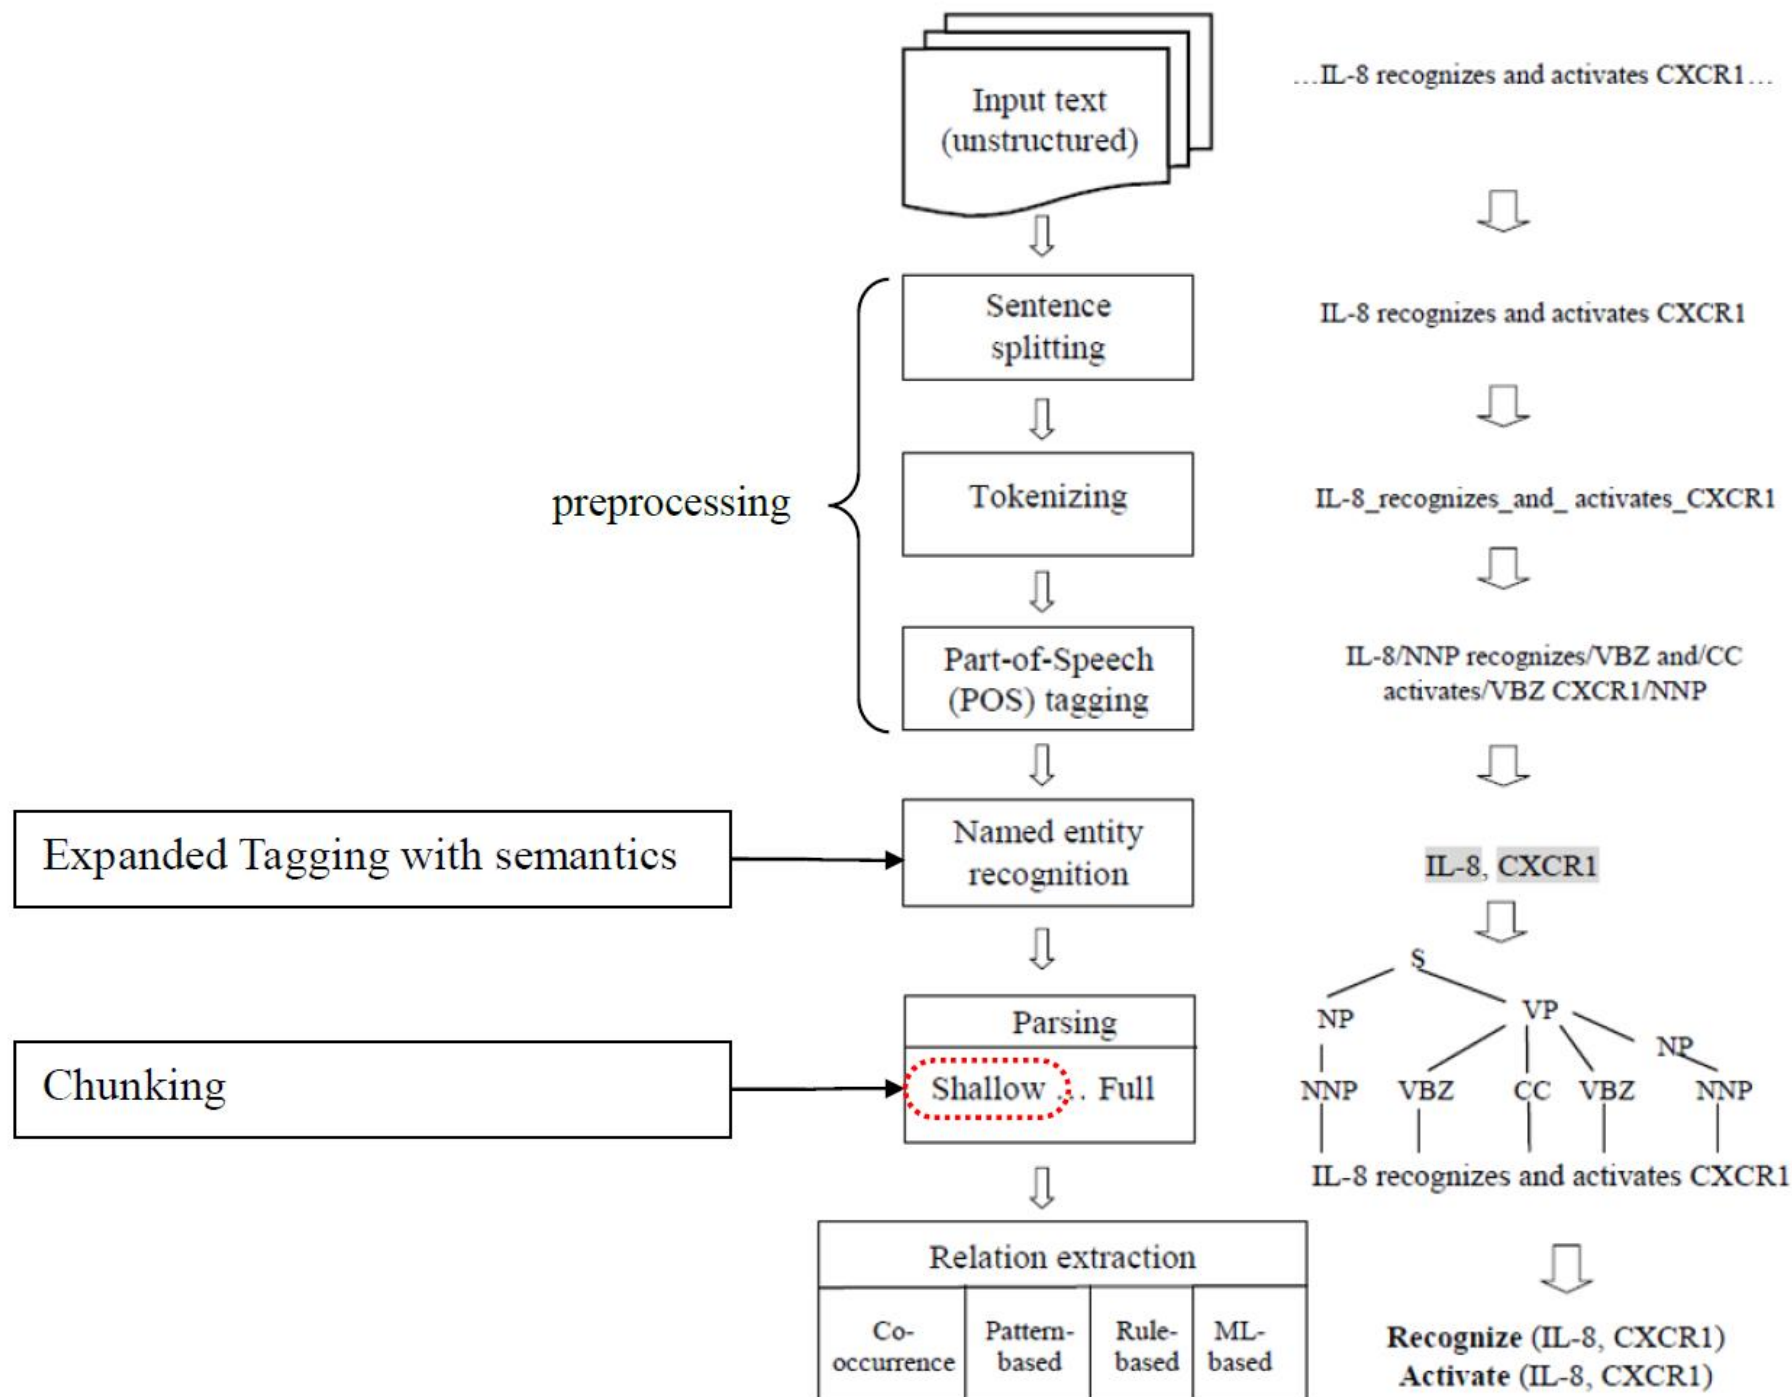 Input text
(unstructured)
…IL-8 recognizes and activates CXCR1…
Sentence
splitting
IL-8 recognizes and activates CXCR1
preprocessing
Tokenizing
IL-8_recognizes_and_ activates_CXCR1
Part-of-Speech
(POS) tagging
IL-8/NNP recognizes/VBZ and/CC
activates/VBZ CXCR1/NNP
Expanded Tagging with semantics
Named entity
recognition
IL-8, CXCR1
S
NP
VP
NP
NNP VBZ CC VBZ NNP
IL-8 recognizes and activates CXCR1
Chunking
Parsing
Shallow … Full
Relation extraction
Co-
occurrence
Pattern-
based
Rule-
based
ML-
based
Recognize (IL-8, CXCR1)
Activate (IL-8, CXCR1)